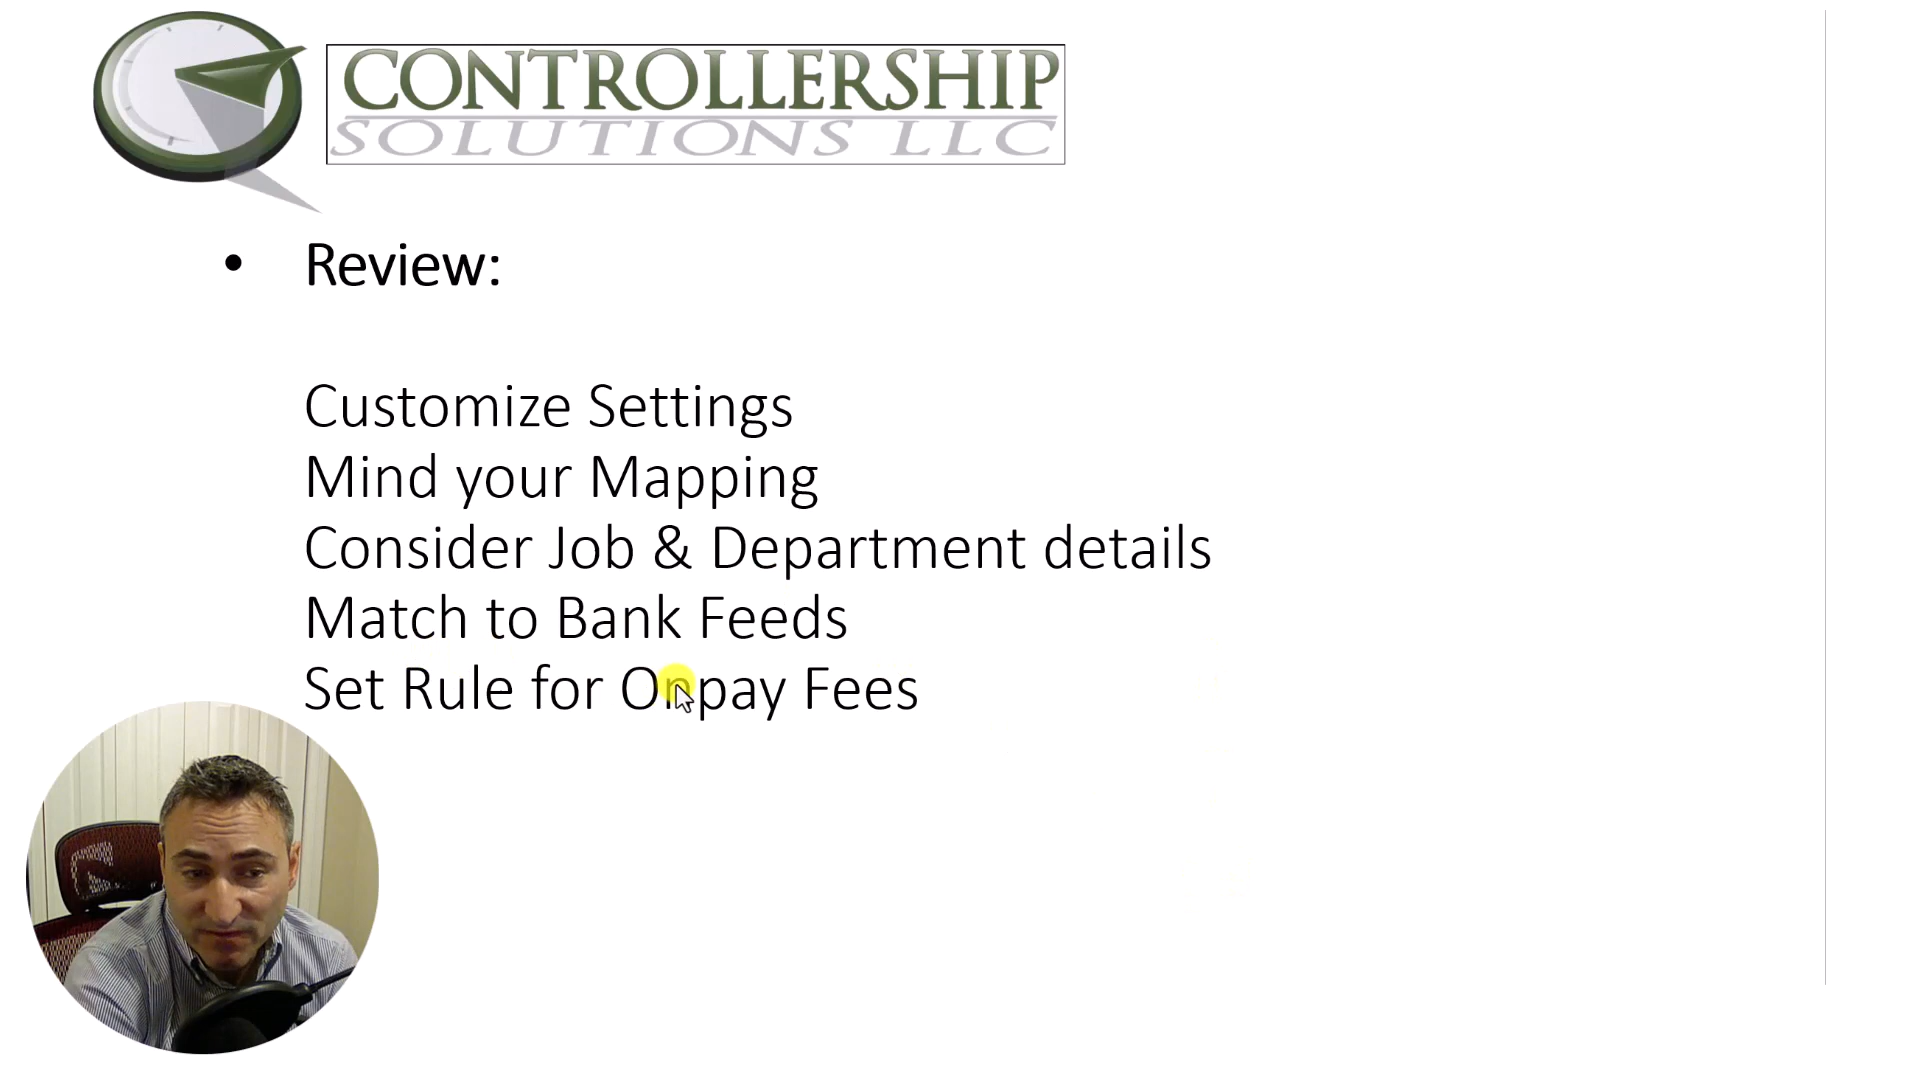 CONTROLLERSHIP
SOLUTIONS LLC
• Review:
Customize Settings
Mind your Mapping
Consider Job & Department details
Match to Bank Feeds
Set Rule for Onpay Fees